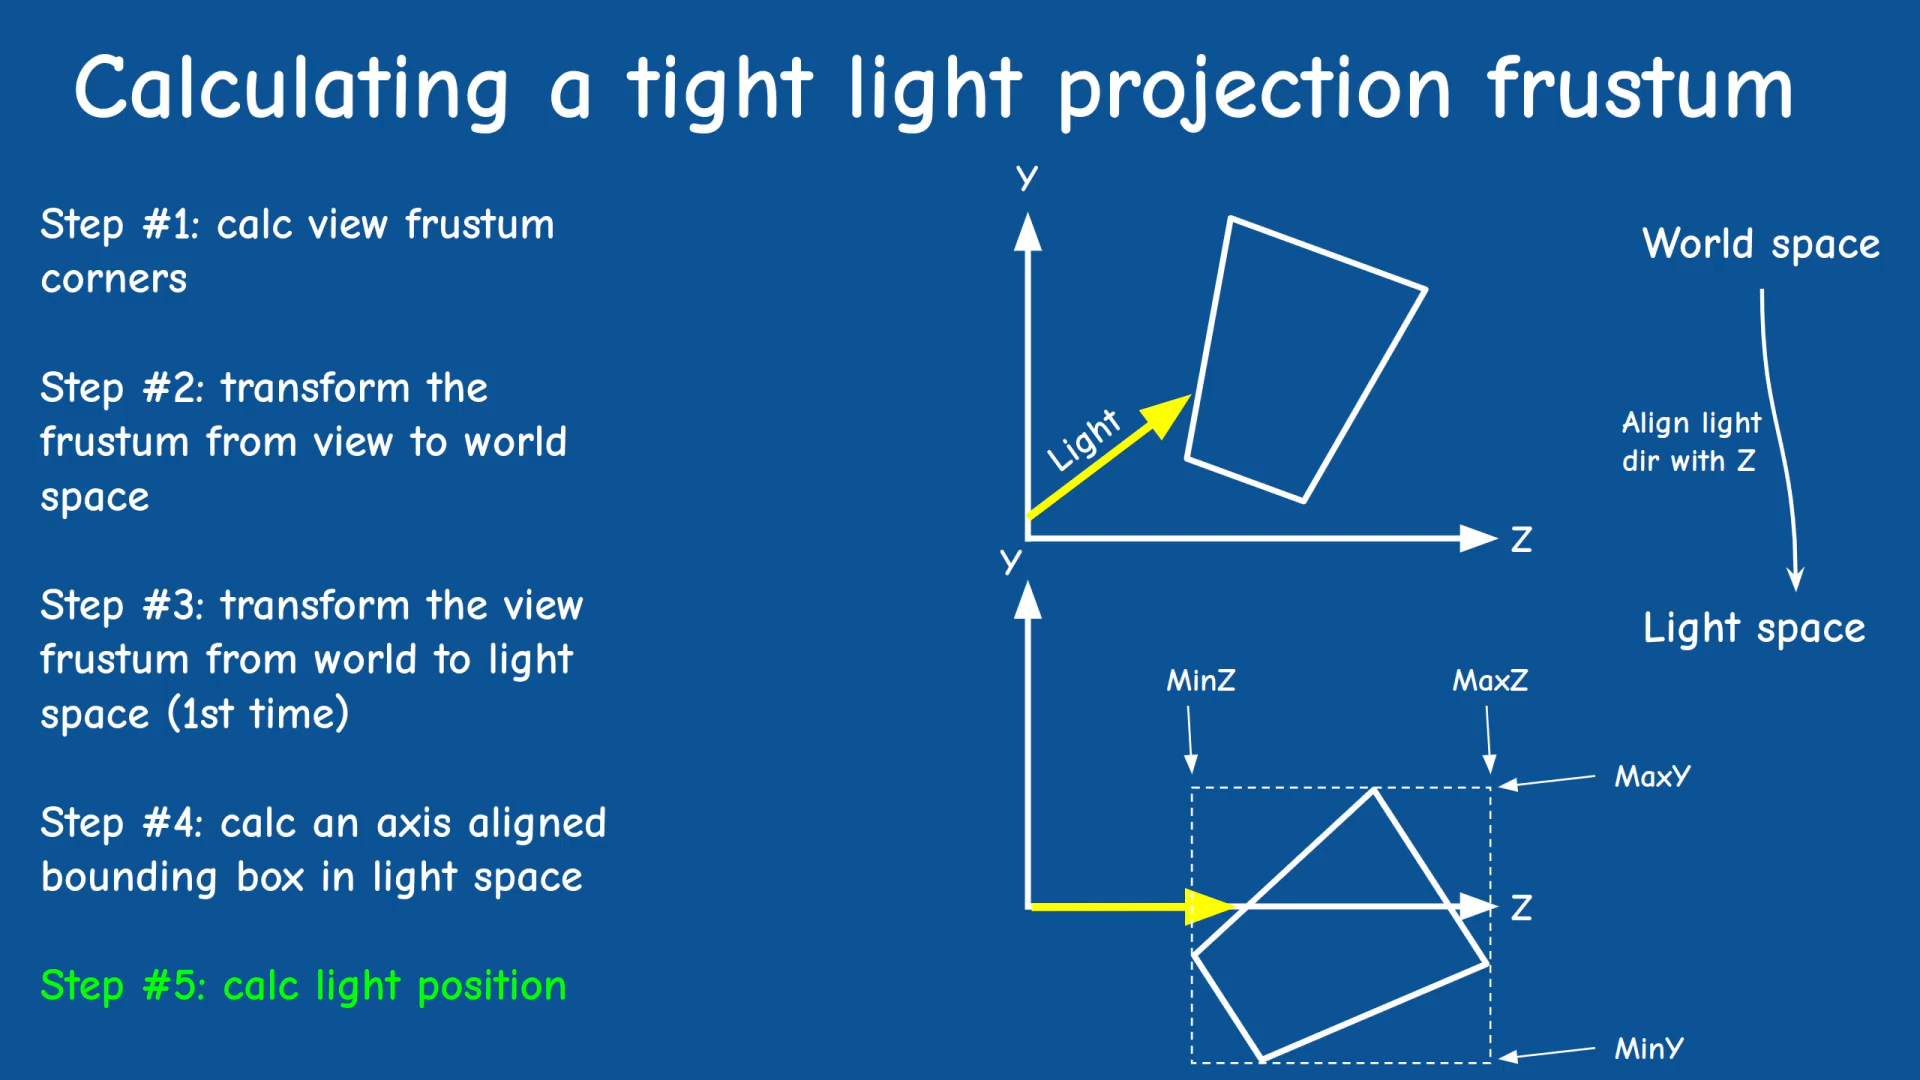 Calculating a tight light projection frustum
Step #1: calc view frustum
corners
Step #2: transform the
frustum from view to world
space
Step #3: transform the view
frustum from world to light
space (1st time)
Step #4: calc an axis aligned
bounding box in light space
Step #5: calc light position
Y
Light
Z
World space
Align light
dir with Z
Light space
Y
MinZ
MaxZ
MaxY
Z
MinY